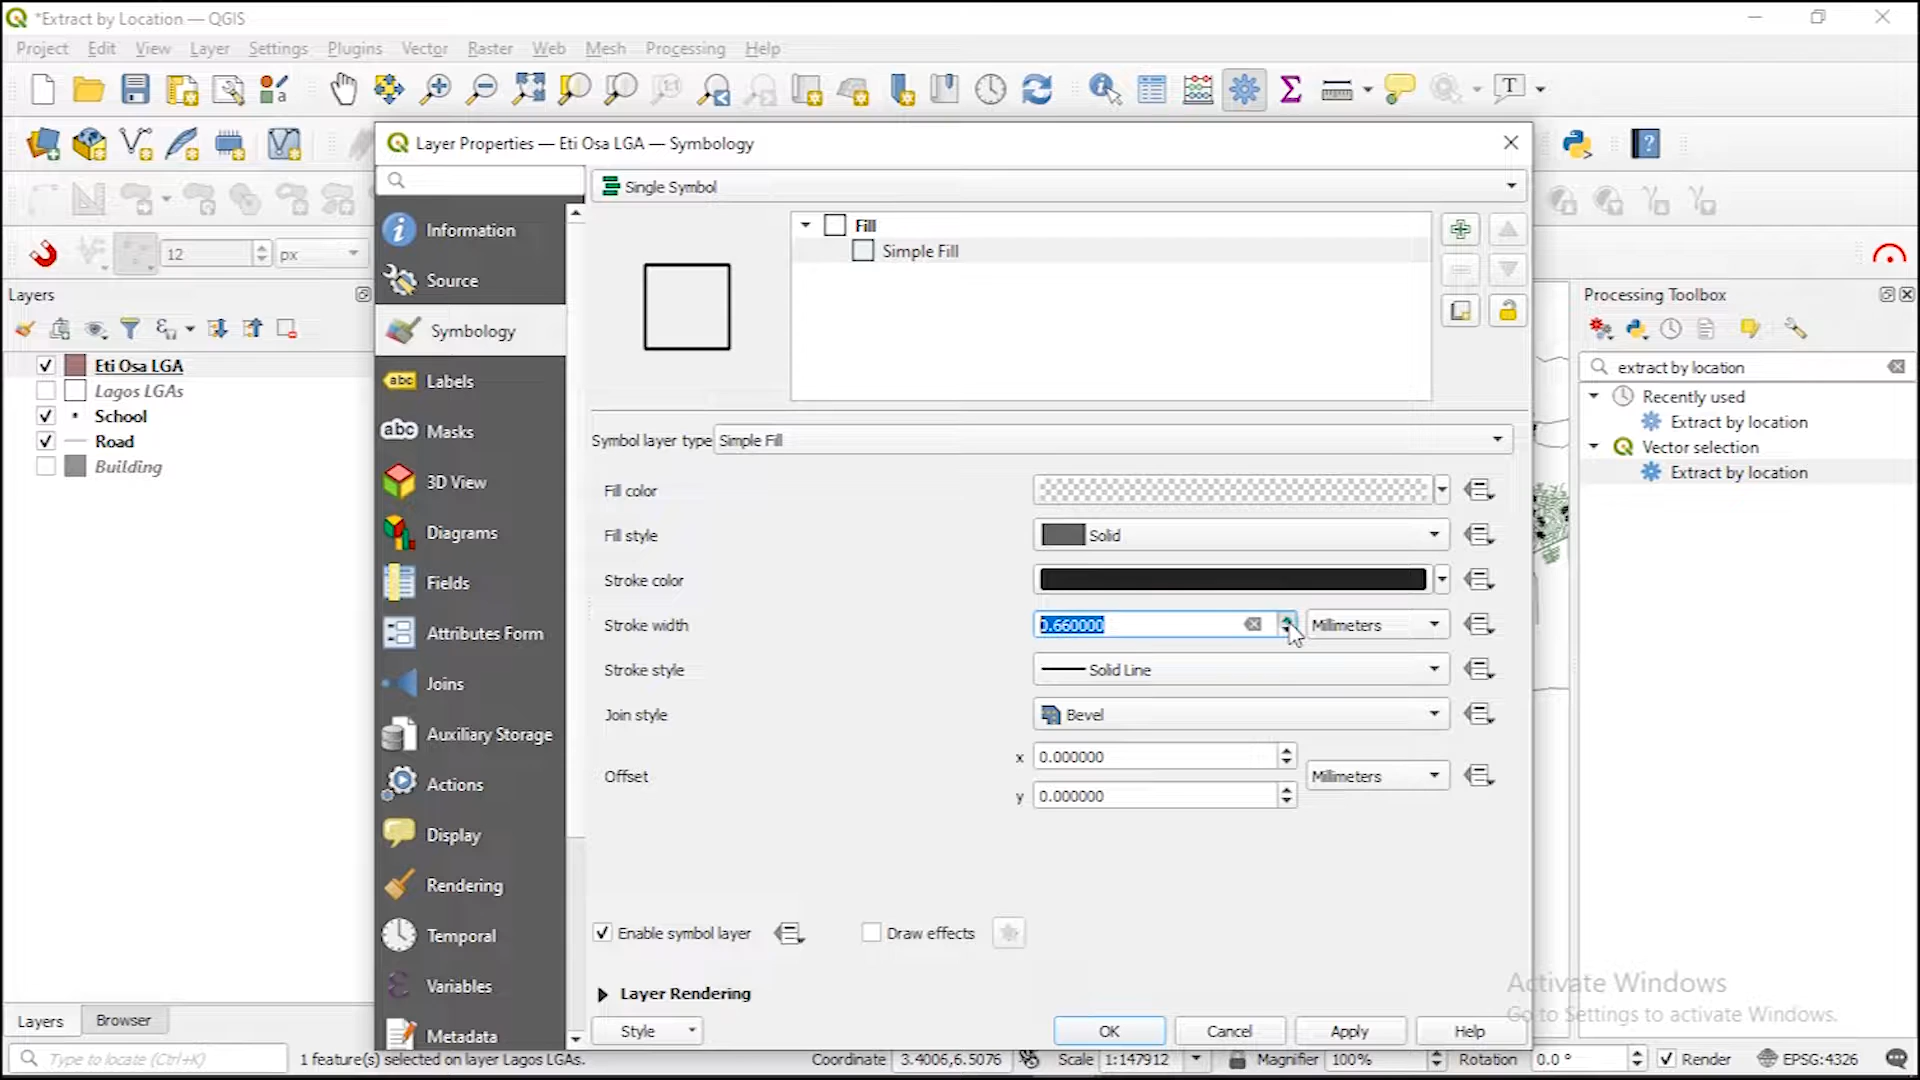 *Extract by Location — QGIS
Project Edit View Layer Settings Plugins Vector Raster Web Mesh Processing Help
Layer Properties — Eti Osa LGA — Symbology
12 px
Layers
Eti Osa LGA
Lagos LGAs
School
Road
Building
Layers Browser
Information
Source
Symbology
abc Labels
abc Masks
3D View
Diagrams
Fields
Attributes Form
Joins
Auxiliary Storage
Actions
Display
Rendering
Temporal
Variables
Metadata
Single Symbol
Fill
Simple Fill
Symbol layer type Simple Fill
Fill color
Fill style Solid
Stroke color
Stroke width 0.660000 Millimeters
Stroke style Solid Line
Join style Bevel
x 0.000000
Offset Millimeters
y 0.000000
Enable symbol layer Draw effects
Layer Rendering
Style OK Cancel Apply Help
Processing Toolbox
extract by location
Recently used
Extract by location
Vector selection
Extract by location
Activate Windows
Go to Settings to activate Windows.
Type to locate (Ctrl+K) 1 feature(s) selected on layer Lagos LGAs. Coordinate 3.4006,6.5076 Scale 1:147912 Magnifier 100% Rotation 0.0 ° Render EPSG:4326